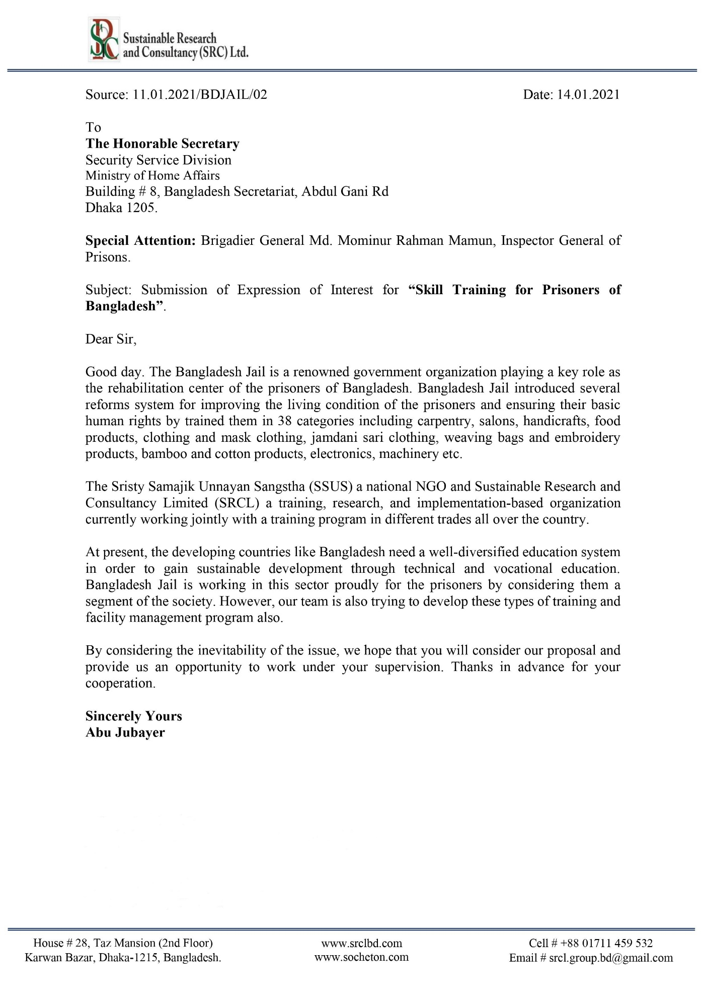 Sustainable Research
and Consultancy (SRC) Ltd.
Source: 11.01.2021/BDJAIL/02 Date: 14.01.2021
To
The Honorable Secretary
Security Service Division
Ministry of Home Affairs
Building # 8, Bangladesh Secretariat, Abdul Gani Rd
Dhaka 1205.
Special Attention: Brigadier General Md. Mominur Rahman Mamun, Inspector General of
Prisons.
Subject: Submission of Expression of Interest for “Skill Training for Prisoners of
Bangladesh”.
Dear Sir,
Good day. The Bangladesh Jail is a renowned government organization playing a key role as
the rehabilitation center of the prisoners of Bangladesh. Bangladesh Jail introduced several
reforms system for improving the living condition of the prisoners and ensuring their basic
human rights by trained them in 38 categories including carpentry, salons, handicrafts, food
products, clothing and mask clothing, jamdani sari clothing, weaving bags and embroidery
products, bamboo and cotton products, electronics, machinery etc.
The Sristy Samajik Unnayan Sangstha (SSUS) a national NGO and Sustainable Research and
Consultancy Limited (SRCL) a training, research, and implementation-based organization
currently working jointly with a training program in different trades all over the country.
At present, the developing countries like Bangladesh need a well-diversified education system
in order to gain sustainable development through technical and vocational education.
Bangladesh Jail is working in this sector proudly for the prisoners by considering them a
segment of the society. However, our team is also trying to develop these types of training and
facility management program also.
By considering the inevitability of the issue, we hope that you will consider our proposal and
provide us an opportunity to work under your supervision. Thanks in advance for your
cooperation.
Sincerely Yours
Abu Jubayer
House # 28, Taz Mansion (2nd Floor) www.srclbd.com Cell # +88 01711 459 532
Karwan Bazar, Dhaka-1215, Bangladesh. www.socheton.com Email # srcl.group.bd@gmail.com